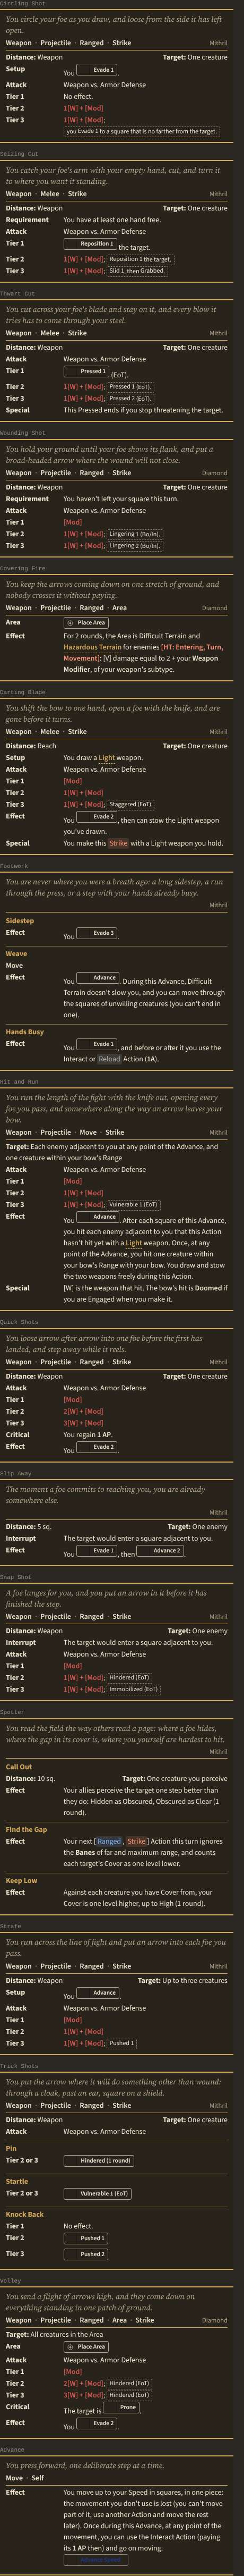 Circling Shot
You circle your foe as you draw, and loose from the side it has left
open.
Weapon · Projectile · Ranged · Strike Mithril
Distance: Weapon Target: One creature
Setup You Evade 1.
Attack Weapon vs. Armor Defense
Tier 1 No effect.
Tier 2 1[W] + [Mod]
Tier 3 1[W] + [Mod];
you Evade 1 to a square that is no farther from the target.
Seizing Cut
You catch your foe's arm with your empty hand, cut, and turn it
to where you want it standing.
Weapon · Melee · Strike Mithril
Distance: Weapon Target: One creature
Requirement You have at least one hand free.
Attack Weapon vs. Armor Defense
Tier 1 Reposition 1 the target.
Tier 2 1[W] + [Mod]; Reposition 1 the target.
Tier 3 1[W] + [Mod]; Slid 1, then Grabbed.
Thwart Cut
You cut across your foe's blade and stay on it, and every blow it
tries has to come through your steel.
Weapon · Melee · Strike Mithril
Distance: Weapon Target: One creature
Attack Weapon vs. Armor Defense
Tier 1 Pressed 1 (EoT).
Tier 2 1[W] + [Mod]; Pressed 1 (EoT).
Tier 3 1[W] + [Mod]; Pressed 2 (EoT).
Special This Pressed ends if you stop threatening the target.
Wounding Shot
You hold your ground until your foe shows its flank, and put a
broad-headed arrow where the wound will not close.
Weapon · Projectile · Ranged · Strike Diamond
Distance: Weapon Target: One creature
Requirement You haven't left your square this turn.
Attack Weapon vs. Armor Defense
Tier 1 [Mod]
Tier 2 1[W] + [Mod]; Lingering 1 (Bo/In).
Tier 3 1[W] + [Mod]; Lingering 2 (Bo/In).
Covering Fire
You keep the arrows coming down on one stretch of ground, and
nobody crosses it without paying.
Weapon · Projectile · Ranged · Area Diamond
Area Place Area
Effect For 2 rounds, the Area is Difficult Terrain and
Hazardous Terrain for enemies [HT: Entering, Turn,
Movement]: [V] damage equal to 2 + your Weapon
Modifier, of your weapon's subtype.
Darting Blade
You shift the bow to one hand, open a foe with the knife, and are
gone before it turns.
Weapon · Melee · Strike Mithril
Distance: Reach Target: One creature
Setup You draw a Light weapon.
Attack Weapon vs. Armor Defense
Tier 1 [Mod]
Tier 2 1[W] + [Mod]
Tier 3 1[W] + [Mod]; Staggered (EoT)
Effect You Evade 2, then can stow the Light weapon
you've drawn.
Special You make this Strike with a Light weapon you hold.
Footwork
You are never where you were a breath ago: a long sidestep, a run
through the press, or a step with your hands already busy.
Mithril
Sidestep
Effect You Evade 3.
Weave
Move
Effect You Advance. During this Advance, Difficult
Terrain doesn't slow you, and you can move through
the squares of unwilling creatures (you can't end in
one).
Hands Busy
Effect You Evade 1, and before or after it you use the
Interact or Reload Action (1A).
Hit and Run
You run the length of the fight with the knife out, opening every
foe you pass, and somewhere along the way an arrow leaves your
bow.
Weapon · Projectile · Move · Strike Mithril
Target: Each enemy adjacent to you at any point of the Advance, and
one creature within your bow's Range
Attack Weapon vs. Armor Defense
Tier 1 [Mod]
Tier 2 1[W] + [Mod]
Tier 3 1[W] + [Mod]; Vulnerable 1 (EoT)
Effect You Advance. After each square of this Advance,
you hit each enemy adjacent to you that this Action
hasn't hit yet with a Light weapon. Once, at any
point of the Advance, you hit one creature within
your bow's Range with your bow. You draw and stow
the two weapons freely during this Action.
Special [W] is the weapon that hit. The bow's hit is Doomed if
you are Engaged when you make it.
Quick Shots
You loose arrow after arrow into one foe before the first has
landed, and step away while it reels.
Weapon · Projectile · Ranged · Strike Mithril
Distance: Weapon Target: One creature
Attack Weapon vs. Armor Defense
Tier 1 [Mod]
Tier 2 2[W] + [Mod]
Tier 3 3[W] + [Mod]
Critical You regain 1 AP.
Effect You Evade 2.
Slip Away
The moment a foe commits to reaching you, you are already
somewhere else.
Mithril
Distance: 5 sq. Target: One enemy
Interrupt The target would enter a square adjacent to you.
Effect You Evade 1, then Advance 2.
Snap Shot
A foe lunges for you, and you put an arrow in it before it has
finished the step.
Weapon · Projectile · Ranged · Strike Mithril
Distance: Weapon Target: One enemy
Interrupt The target would enter a square adjacent to you.
Attack Weapon vs. Armor Defense
Tier 1 [Mod]
Tier 2 1[W] + [Mod]; Hindered (EoT)
Tier 3 1[W] + [Mod]; Immobilized (EoT)
Spotter
You read the field the way others read a page: where a foe hides,
where the gap in its cover is, where you yourself are hardest to hit.
Mithril
Call Out
Distance: 10 sq. Target: One creature you perceive
Effect Your allies perceive the target one step better than
they do: Hidden as Obscured, Obscured as Clear (1
round).
Find the Gap
Effect Your next [Ranged, Strike] Action this turn ignores
the Banes of far and maximum range, and counts
each target's Cover as one level lower.
Keep Low
Effect Against each creature you have Cover from, your
Cover is one level higher, up to High (1 round).
Strafe
You run across the line of fight and put an arrow into each foe you
pass.
Weapon · Projectile · Ranged · Strike Mithril
Distance: Weapon Target: Up to three creatures
Setup You Advance.
Attack Weapon vs. Armor Defense
Tier 1 [Mod]
Tier 2 1[W] + [Mod]
Tier 3 1[W] + [Mod]; Pushed 1
Trick Shots
You put the arrow where it will do something other than wound:
through a cloak, past an ear, square on a shield.
Weapon · Projectile · Ranged · Strike Mithril
Distance: Weapon Target: One creature
Attack Weapon vs. Armor Defense
Pin
Tier 2 or 3 Hindered (1 round)
Startle
Tier 2 or 3 Vulnerable 1 (EoT)
Knock Back
Tier 1 No effect.
Tier 2 Pushed 1
Tier 3 Pushed 2
Volley
You send a flight of arrows high, and they come down on
everything standing in one patch of ground.
Weapon · Projectile · Ranged · Area · Strike Diamond
Target: All creatures in the Area
Area Place Area
Attack Weapon vs. Armor Defense
Tier 1 [Mod]
Tier 2 2[W] + [Mod]; Hindered (EoT)
Tier 3 3[W] + [Mod]; Hindered (EoT)
Critical The target is Prone.
Effect You Evade 2.
Advance
You press forward, one deliberate step at a time.
Move · Self
Effect You move up to your Speed in squares, in one piece:
the movement you don't use is lost (you can't move
part of it, use another Action and move the rest
later). Once during this Advance, at any point of the
movement, you can use the Interact Action (paying
its 1 AP then) and go on moving.